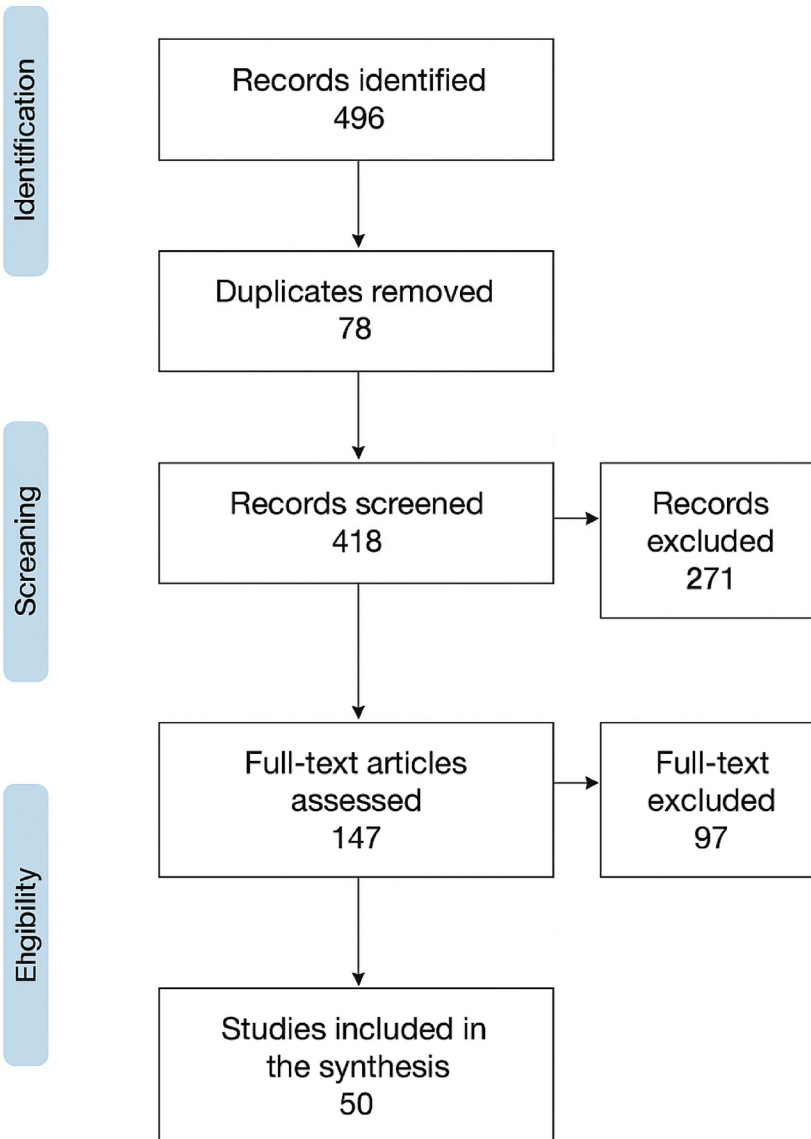 Identification
Records identified
496
Duplicates removed
78
Screaning
Records screened
418
Records
excluded
271
Ehgibility
Full-text articles
assessed
147
Full-text
excluded
97
Studies included in
the synthesis
50